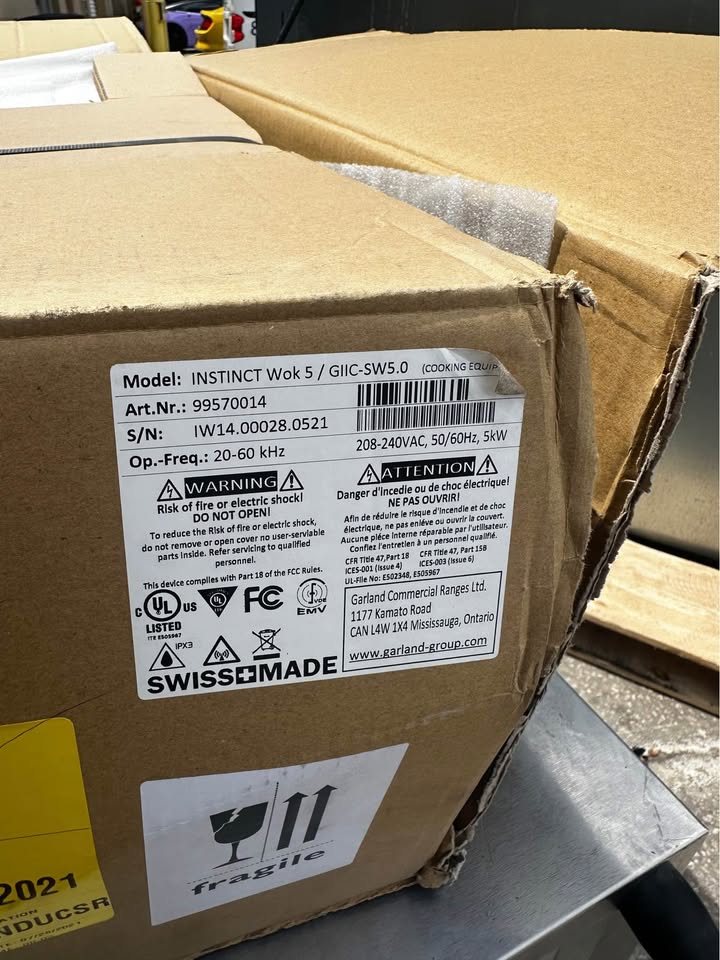 Model: INSTINCT Wok 5 / GIIC-SW5.0 (COOKING EQUIP
Art.Nr.: 99570014
S/N: IW14.00028.0521
Op.-Freq.: 20-60 kHz
208-240VAC, 50/60Hz, 5kW
WARNING
Risk of fire or electric shock!
DO NOT OPEN!
To reduce the Risk of fire or electric shock,
do not remove or open cover no user-serviable
parts inside. Refer servicing to qualified
personnel.
This device complies with Part 18 of the FCC Rules.
ATTENTION
Danger d'incedie ou de choc électrique!
NE PAS OUVRIR!
Afin de réduire le risque d'incendie et de choc
électrique, ne pas enléve ou ouvrir la couvert.
Aucune pièce interne réparable par l'utilisateur.
Confiez l'entretien à un personnel qualifié.
CFR Title 47,Part 18 CFR Title 47, Part 15B
ICES-001 (Issue 4) ICES-003 (Issue 6)
UL-File No: E502348, E505967
C UL US
LISTED
ITE E505967
UL
FCC
EMV
IPX3
SWISS MADE
Garland Commercial Ranges Ltd.
1177 Kamato Road
CAN L4W 1X4 Mississauga, Ontario
www.garland-group.com
fragile
2021
NDUCSR